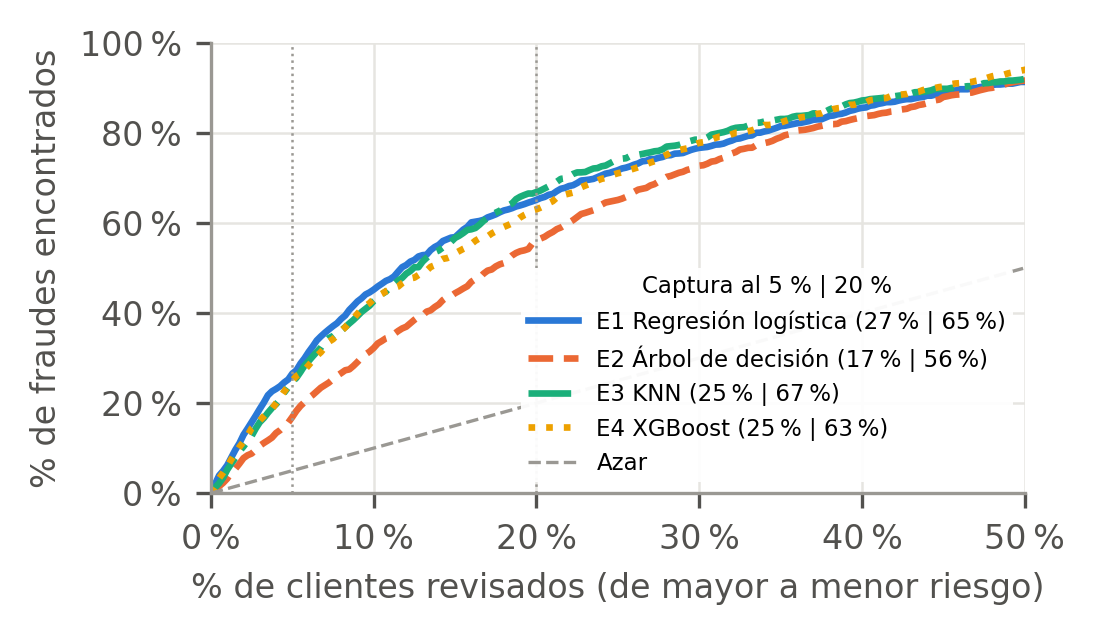 100 %
80 %
60 %
40 %
20 %
0 %
% de fraudes encontrados
Captura al 5 % | 20 %
E1 Regresión logística (27 % | 65 %)
E2 Árbol de decisión (17 % | 56 %)
E3 KNN (25 % | 67 %)
E4 XGBoost (25 % | 63 %)
Azar
0 %
10 %
20 %
30 %
40 %
50 %
% de clientes revisados (de mayor a menor riesgo)